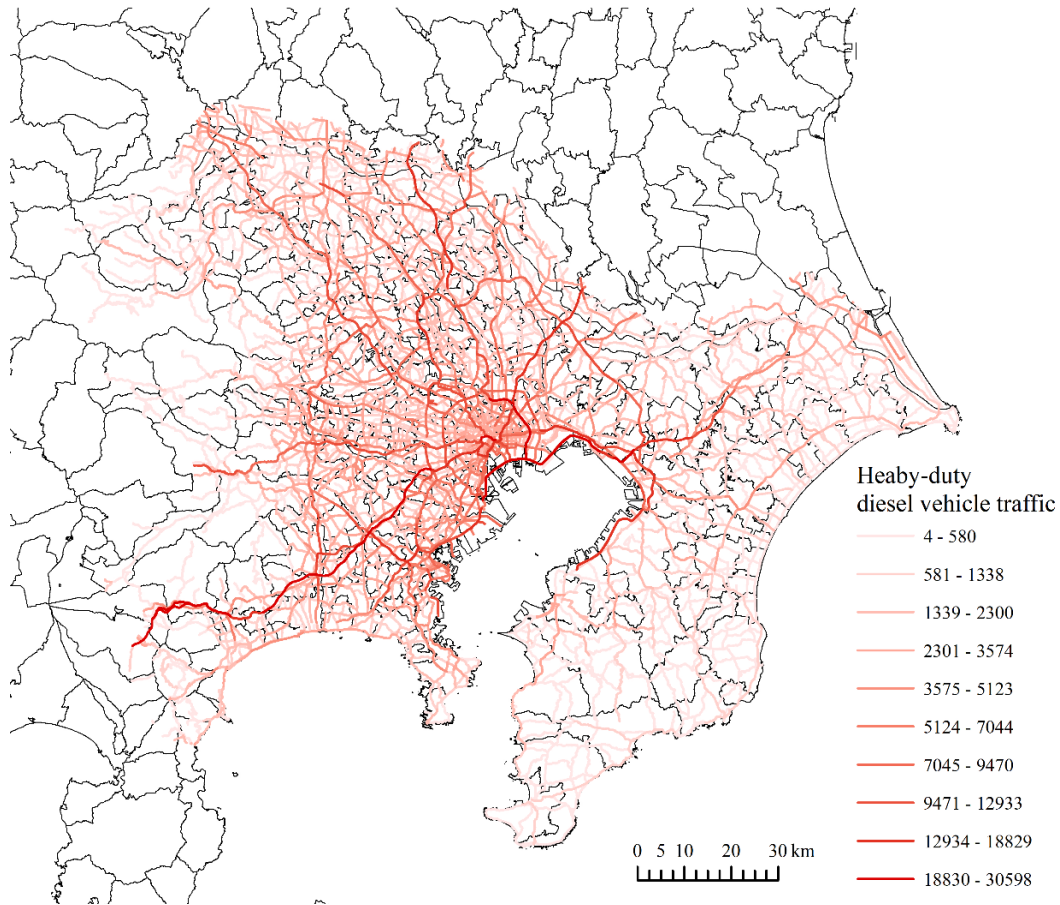 Heaby-duty
diesel vehicle traffic
4 - 580
581 - 1338
1339 - 2300
2301 - 3574
3575 - 5123
5124 - 7044
7045 - 9470
9471 - 12933
12934 - 18829
18830 - 30598
0 5 10 20 30 km